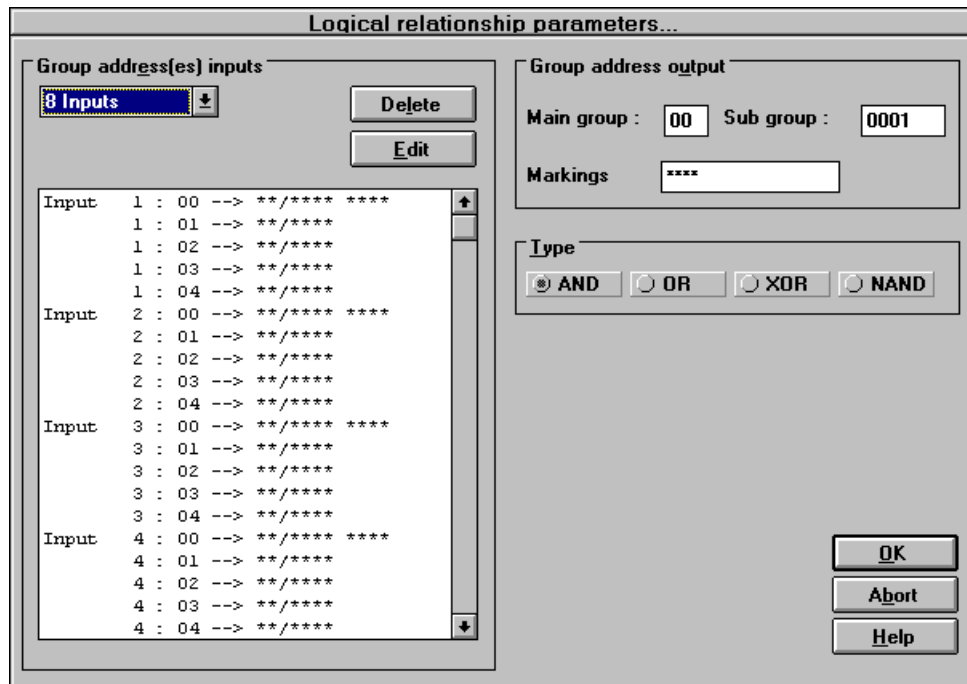 Logical relationship parameters...
Group address(es) inputs
8 Inputs
Delete
Edit
Input 1 : 00 --> **/**** ****
1 : 01 --> **/****
1 : 02 --> **/****
1 : 03 --> **/****
1 : 04 --> **/****
Input 2 : 00 --> **/**** ****
2 : 01 --> **/****
2 : 02 --> **/****
2 : 03 --> **/****
2 : 04 --> **/****
Input 3 : 00 --> **/**** ****
3 : 01 --> **/****
3 : 02 --> **/****
3 : 03 --> **/****
3 : 04 --> **/****
Input 4 : 00 --> **/**** ****
4 : 01 --> **/****
4 : 02 --> **/****
4 : 03 --> **/****
4 : 04 --> **/****
Group address output
Main group : 00 Sub group : 0001
Markings ****
Type
AND OR XOR NAND
OK
Abort
Help